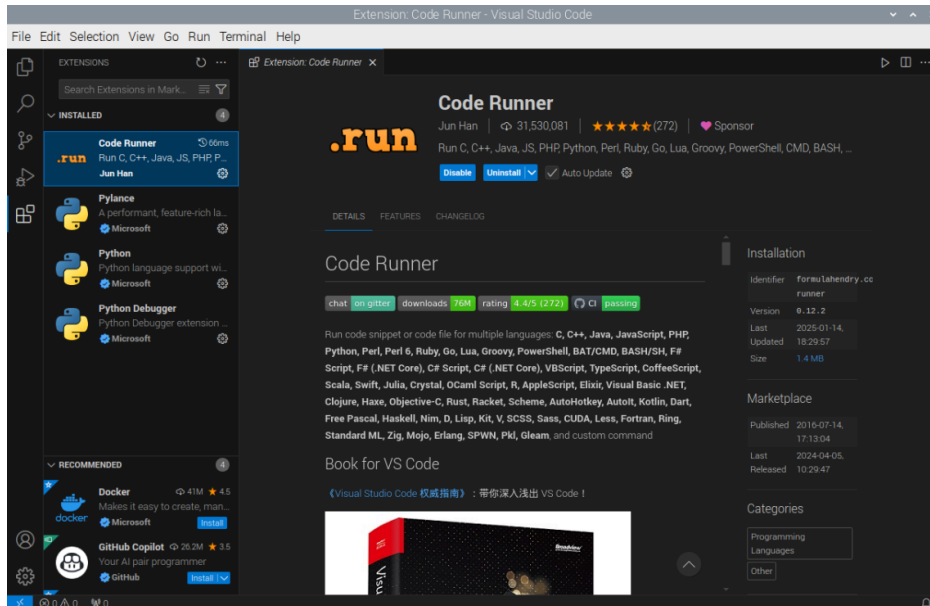 Extension: Code Runner - Visual Studio Code
File Edit Selection View Go Run Terminal Help
EXTENSIONS
Search Extensions in Mark...
INSTALLED 4
.run
Code Runner 66ms
Run C, C++, Java, JS, PHP, P...
Jun Han
Pylance
A performant, feature-rich la...
Microsoft
Python
Python language support wi...
Microsoft
Python Debugger
Python Debugger extension ...
Microsoft
RECOMMENDED 4
docker
Docker 41M ★ 4.5
Makes it easy to create, man...
Microsoft Install
GitHub Copilot 26.2M ★ 3.5
Your AI pair programmer
GitHub Install
0 0 0
Extension: Code Runner
.run
Code Runner
Jun Han | 31,530,081 | ★★★★★(272) | Sponsor
Run C, C++, Java, JS, PHP, Python, Perl, Ruby, Go, Lua, Groovy, PowerShell, CMD, BASH, ...
Disable Uninstall Auto Update
DETAILS FEATURES CHANGELOG
Code Runner
chat on gitter downloads 76M rating 4.4/5 (272) CI passing
Run code snippet or code file for multiple languages: C, C++, Java, JavaScript, PHP,
Python, Perl, Perl 6, Ruby, Go, Lua, Groovy, PowerShell, BAT/CMD, BASH/SH, F#
Script, F# (.NET Core), C# Script, C# (.NET Core), VBScript, TypeScript, CoffeeScript,
Scala, Swift, Julia, Crystal, OCaml Script, R, AppleScript, Elixir, Visual Basic .NET,
Clojure, Haxe, Objective-C, Rust, Racket, Scheme, AutoHotkey, AutoIt, Kotlin, Dart,
Free Pascal, Haskell, Nim, D, Lisp, Kit, V, SCSS, Sass, CUDA, Less, Fortran, Ring,
Standard ML, Zig, Mojo, Erlang, SPWN, Pkl, Gleam, and custom command
Book for VS Code
《Visual Studio Code 权威指南》：带你深入浅出 VS Code！
Broadview
Visu
Installation
Identifier formulahendry.co
runner
Version 0.12.2
Last 2025-01-14,
Updated 18:29:57
Size 1.4 MB
Marketplace
Published 2016-07-14,
17:13:04
Last 2024-04-05,
Released 10:29:47
Categories
Programming
Languages
Other